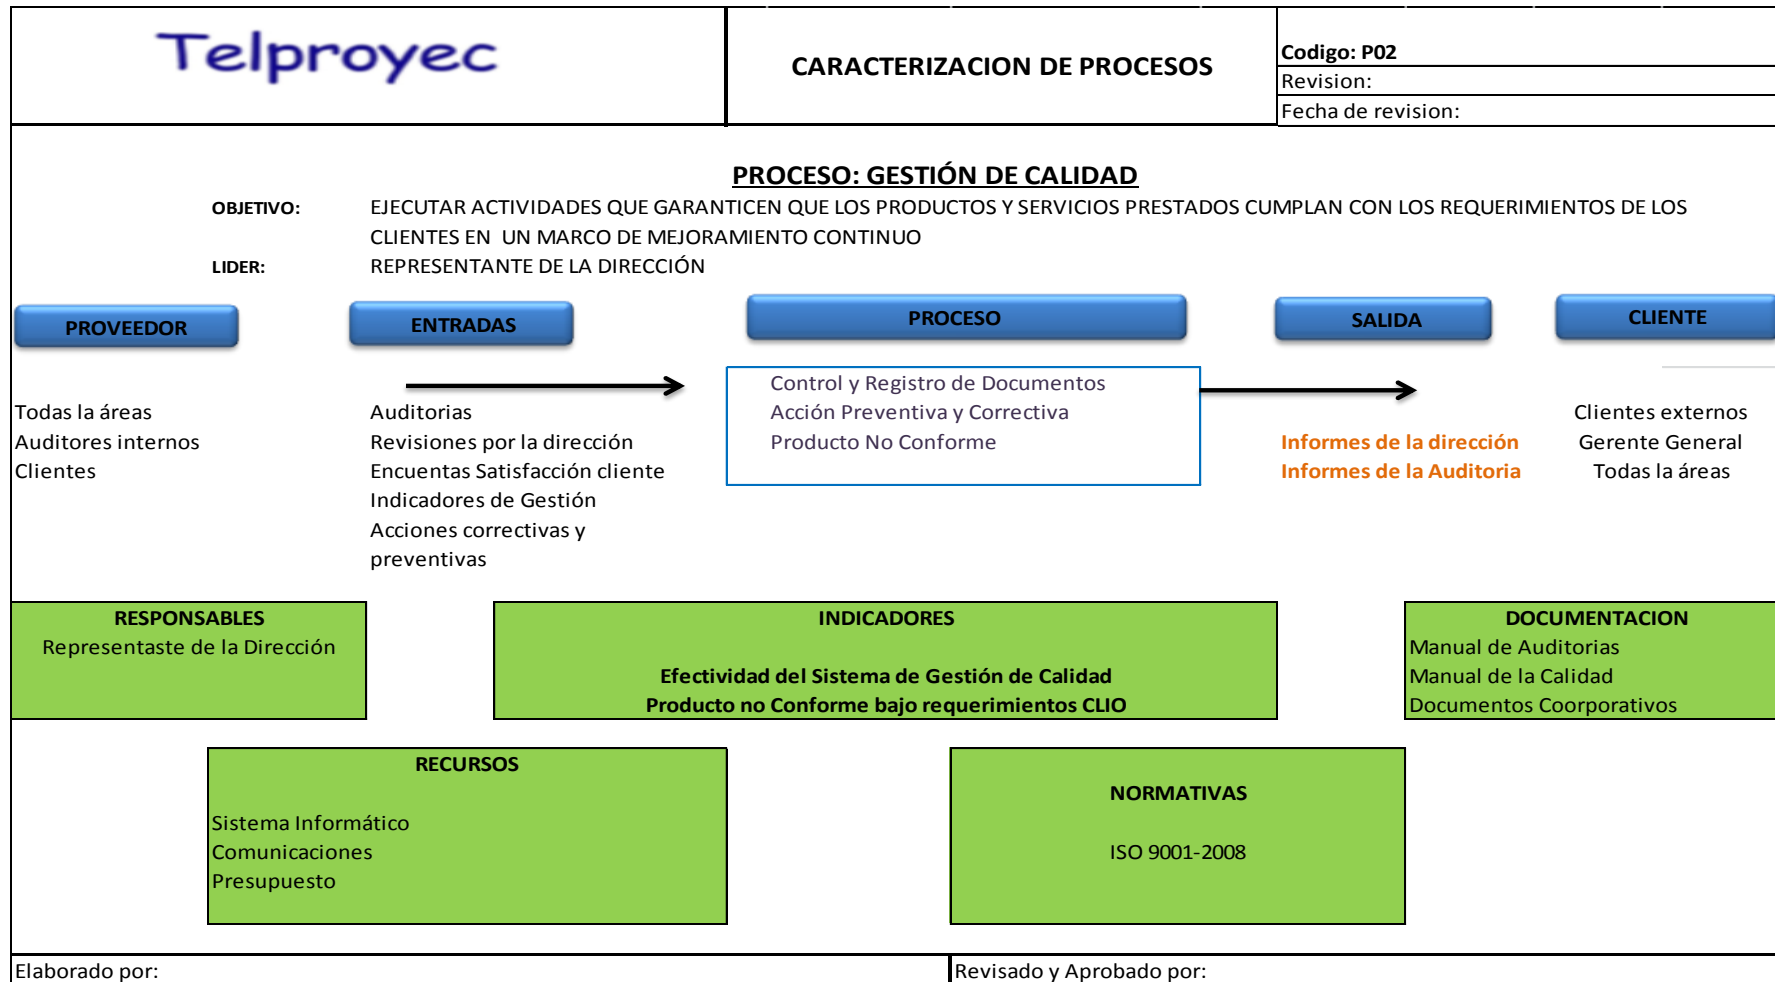 Telproyec
CARACTERIZACION DE PROCESOS
Codigo: P02
Revision:
Fecha de revision:
PROCESO: GESTIÓN DE CALIDAD
OBJETIVO: EJECUTAR ACTIVIDADES QUE GARANTICEN QUE LOS PRODUCTOS Y SERVICIOS PRESTADOS CUMPLAN CON LOS REQUERIMIENTOS DE LOS
CLIENTES EN UN MARCO DE MEJORAMIENTO CONTINUO
LIDER: REPRESENTANTE DE LA DIRECCIÓN
PROVEEDOR
Todas la áreas
Auditores internos
Clientes
ENTRADAS
Auditorias
Revisiones por la dirección
Encuentas Satisfacción cliente
Indicadores de Gestión
Acciones correctivas y
preventivas
PROCESO
Control y Registro de Documentos
Acción Preventiva y Correctiva
Producto No Conforme
SALIDA
Informes de la dirección
Informes de la Auditoria
CLIENTE
Clientes externos
Gerente General
Todas la áreas
RESPONSABLES
Representaste de la Dirección
INDICADORES
Efectividad del Sistema de Gestión de Calidad
Producto no Conforme bajo requerimientos CLIO
DOCUMENTACION
Manual de Auditorias
Manual de la Calidad
Documentos Coorporativos
RECURSOS
Sistema Informático
Comunicaciones
Presupuesto
NORMATIVAS
ISO 9001-2008
Elaborado por:
Revisado y Aprobado por: